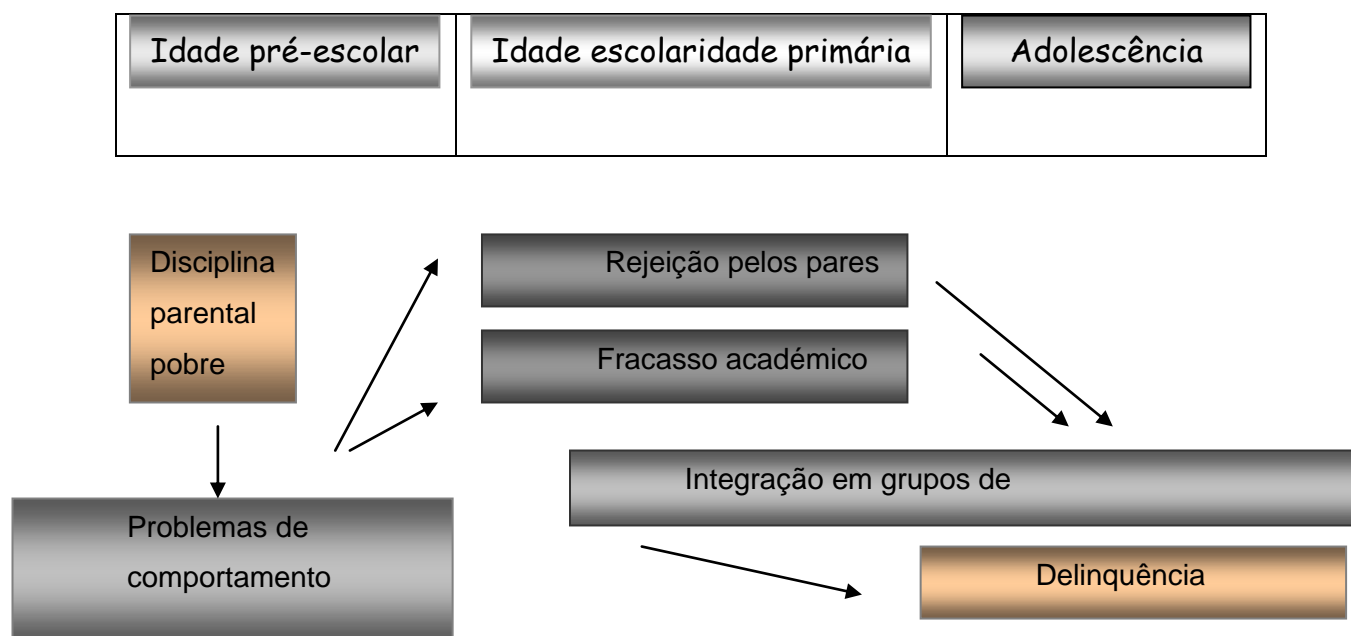 Idade pré-escolar
Idade escolaridade primária
Adolescência
Disciplina
parental
pobre
Rejeição pelos pares
Fracasso académico
Integração em grupos de
Problemas de
comportamento
Delinquência